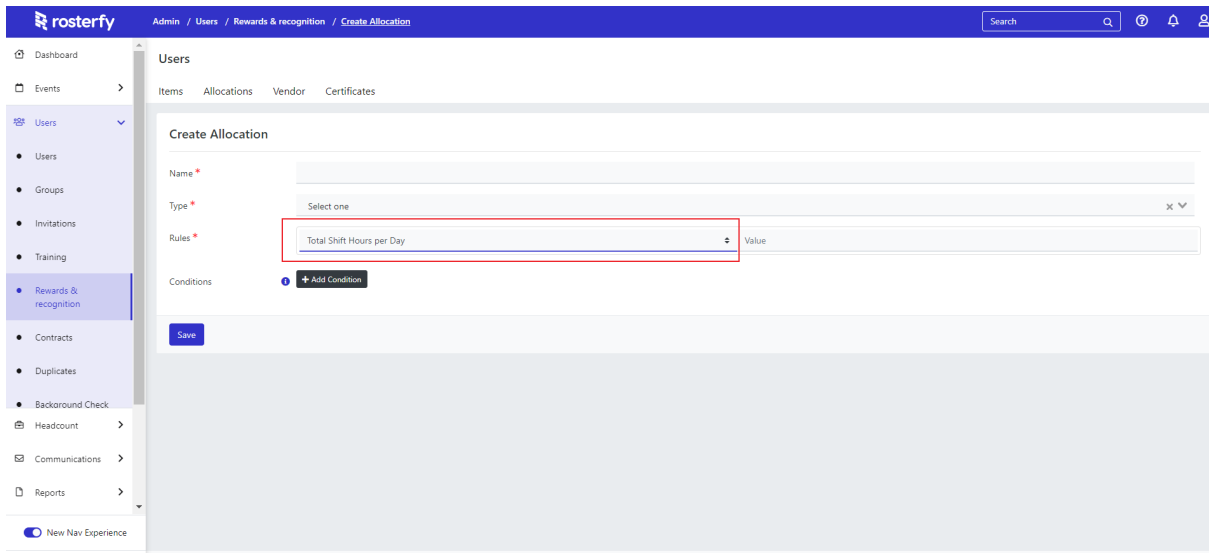 rosterfy
Admin / Users / Rewards & recognition / Create Allocation
Search
Dashboard
Events
Users
Users
Groups
Invitations
Training
Rewards &
recognition
Contracts
Duplicates
Background Check
Headcount
Communications
Reports
New Nav Experience
Users
Items Allocations Vendor Certificates
Create Allocation
Name *
Type * Select one
Rules * Total Shift Hours per Day Value
Conditions + Add Condition
Save